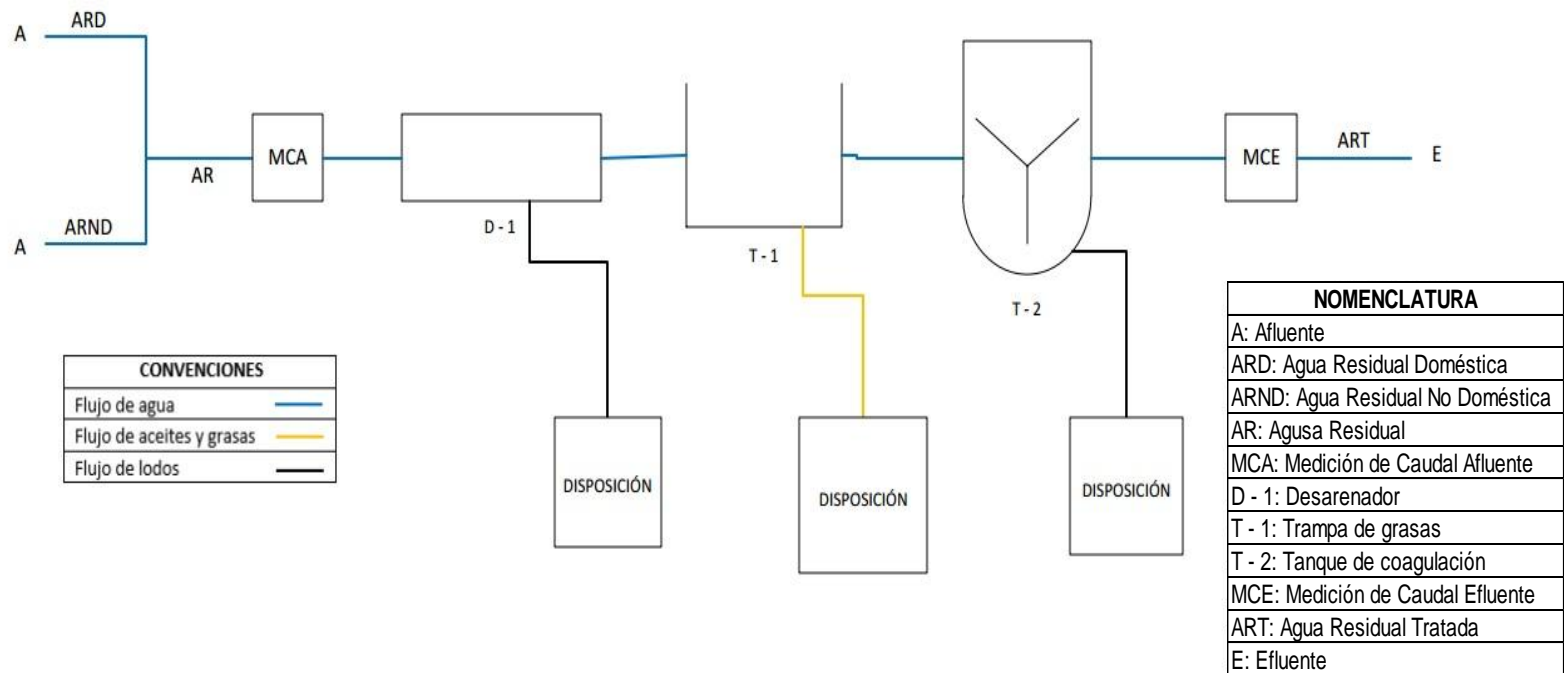 ARD
A
MCA
AR
ARND
A
D - 1
T - 1
T - 2
MCE
ART
E
CONVENCIONES
Flujo de agua
Flujo de aceites y grasas
Flujo de lodos
DISPOSICIÓN
DISPOSICIÓN
DISPOSICIÓN
NOMENCLATURA
A: Afluente
ARD: Agua Residual Doméstica
ARND: Agua Residual No Doméstica
AR: Agusa Residual
MCA: Medición de Caudal Afluente
D - 1: Desarenador
T - 1: Trampa de grasas
T - 2: Tanque de coagulación
MCE: Medición de Caudal Efluente
ART: Agua Residual Tratada
E: Efluente